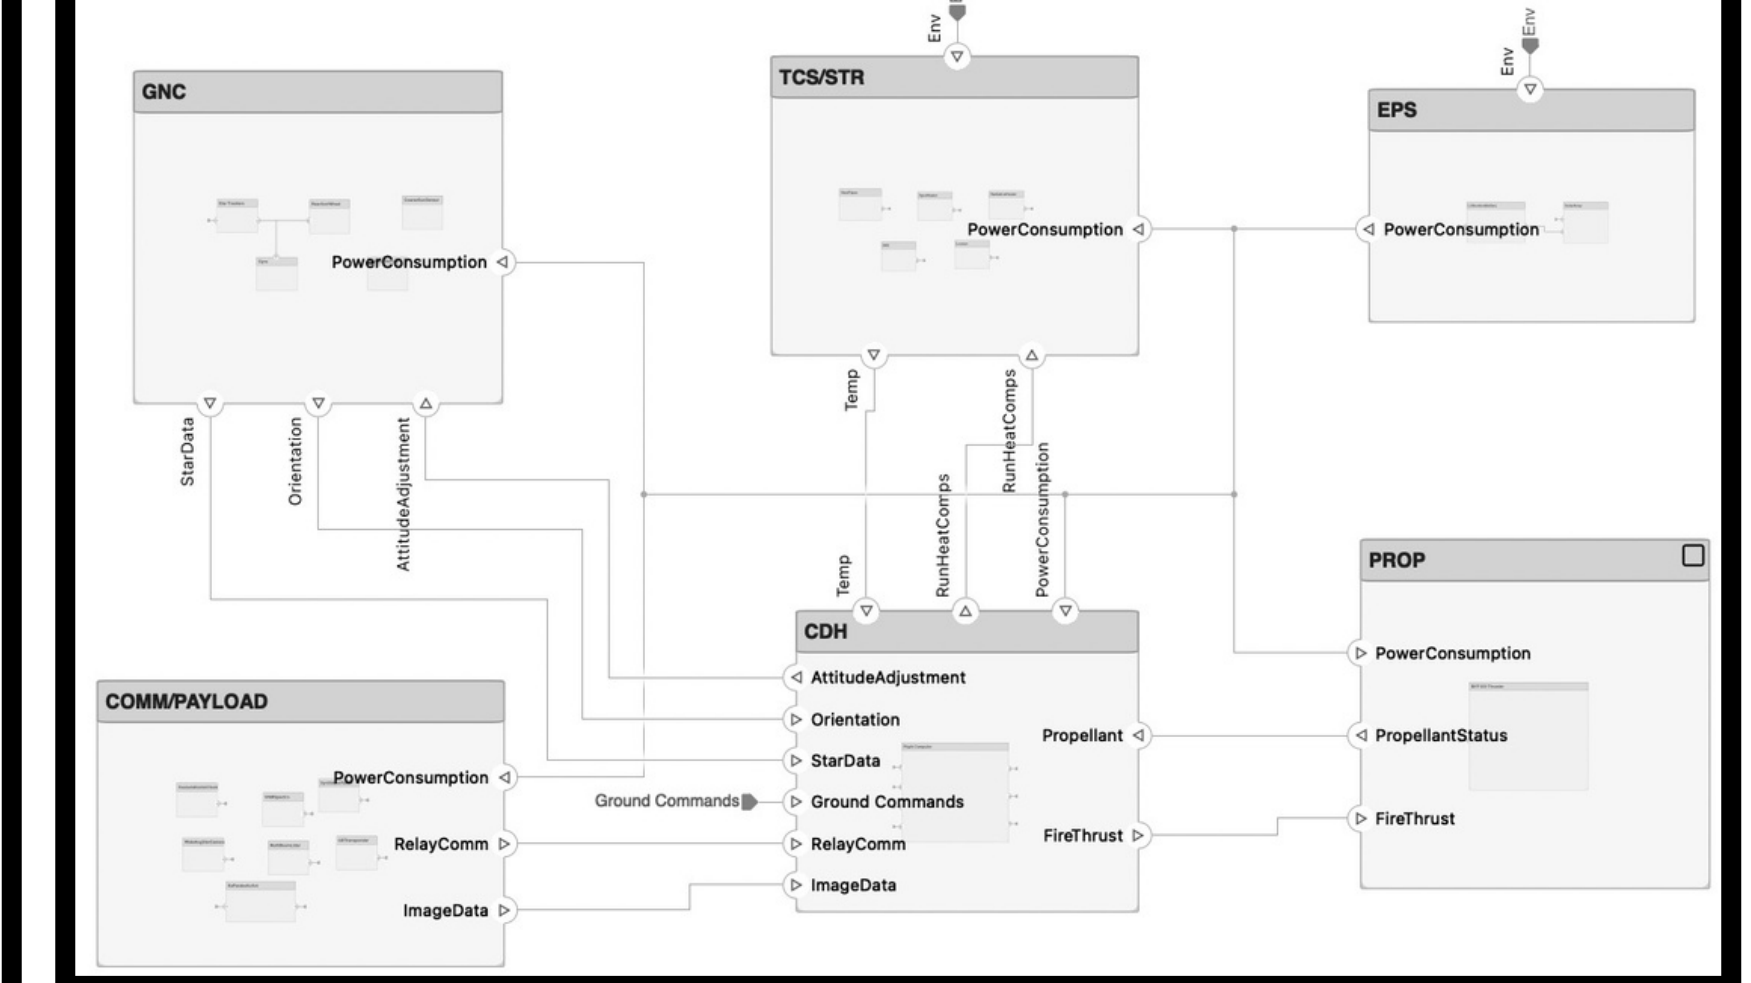 Env
Env
Env
GNC
TCS/STR
EPS
PowerConsumption
PowerConsumption
PowerConsumption
StarData
Orientation
AttitudeAdjustment
Temp
RunHeatComps
Temp
RunHeatComps
PowerConsumption
PROP
CDH
PowerConsumption
AttitudeAdjustment
COMM/PAYLOAD
Orientation
Propellant
PropellantStatus
StarData
PowerConsumption
Ground Commands
Ground Commands
FireThrust
FireThrust
RelayComm
RelayComm
ImageData
ImageData